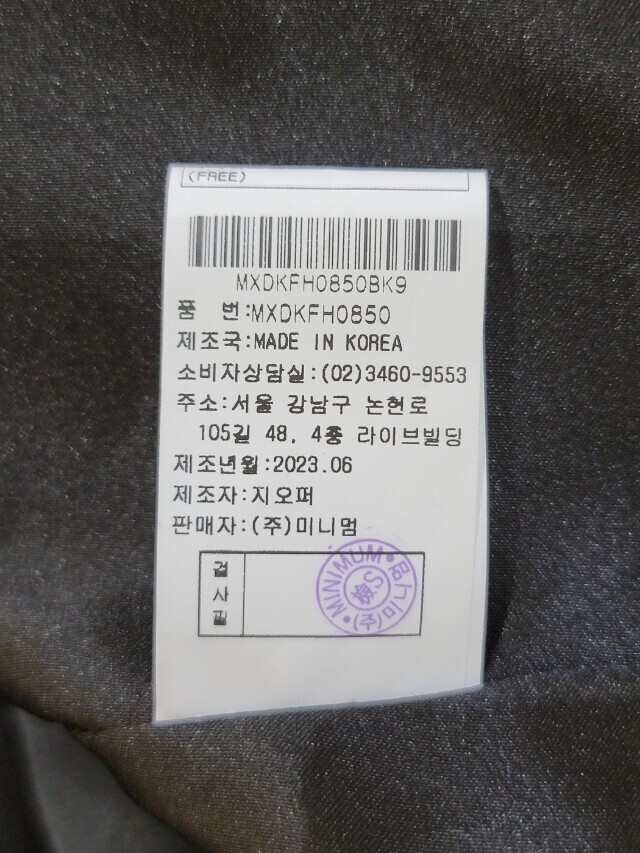 (FREE)
MXDKFH0850BK9
품 번:MXDKFH0850
제조국:MADE IN KOREA
소비자상담실:(02)3460-9553
주소:서울 강남구 논현로
105길 48, 4층 라이브빌딩
제조년월:2023.06
제조자:지오퍼
판매자:(주)미니멈
검사필
MINIMUM (주)미니멈
檢S